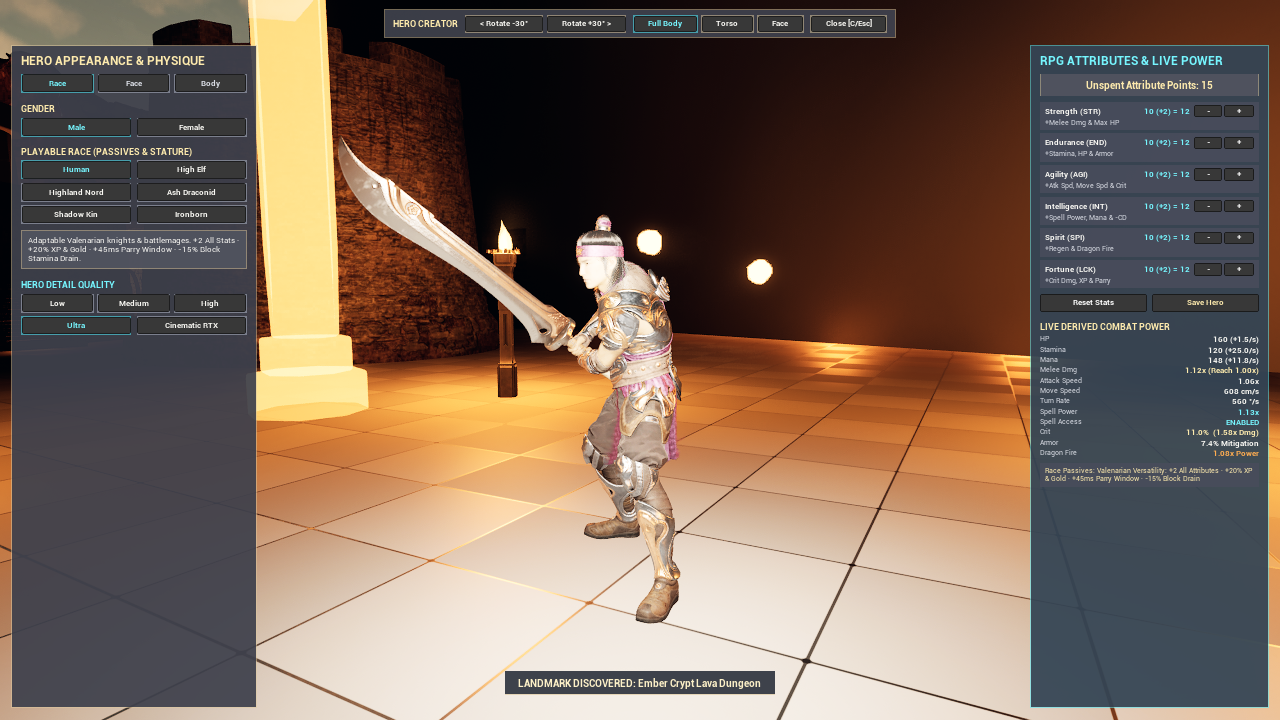 HERO CREATOR
< Rotate -30°
Rotate +30° >
Full Body
Torso
Face
Close [C/Esc]
HERO APPEARANCE & PHYSIQUE
Race
Face
Body
GENDER
Male
Female
PLAYABLE RACE (PASSIVES & STATURE)
Human
High Elf
Highland Nord
Ash Draconid
Shadow Kin
Ironborn
Adaptable Valenarian knights & battlemages. +2 All Stats ·
+20% XP & Gold · +45ms Parry Window · -15% Block
Stamina Drain.
HERO DETAIL QUALITY
Low
Medium
High
Ultra
Cinematic RTX
RPG ATTRIBUTES & LIVE POWER
Unspent Attribute Points: 15
Strength (STR) 10 (+2) = 12 - +
+Melee Dmg & Max HP
Endurance (END) 10 (+2) = 12 - +
+Stamina, HP & Armor
Agility (AGI) 10 (+2) = 12 - +
+Atk Spd, Move Spd & Crit
Intelligence (INT) 10 (+2) = 12 - +
+Spell Power, Mana & -CD
Spirit (SPI) 10 (+2) = 12 - +
+Regen & Dragon Fire
Fortune (LCK) 10 (+2) = 12 - +
+Crit Dmg, XP & Parry
Reset Stats
Save Hero
LIVE DERIVED COMBAT POWER
HP 160 (+1.5/s)
Stamina 120 (+25.0/s)
Mana 148 (+11.8/s)
Melee Dmg 1.12x (Reach 1.00x)
Attack Speed 1.06x
Move Speed 608 cm/s
Turn Rate 560 °/s
Spell Power 1.13x
Spell Access ENABLED
Crit 11.0% (1.58x Dmg)
Armor 7.4% Mitigation
Dragon Fire 1.08x Power
Race Passives: Valenarian Versatility: +2 All Attributes · +20% XP
& Gold · +45ms Parry Window · -15% Block Drain
LANDMARK DISCOVERED: Ember Crypt Lava Dungeon